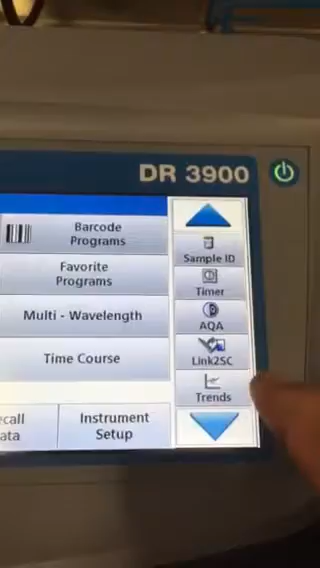 DR 3900
Barcode
Programs
Favorite
Programs
Multi - Wavelength
Time Course
ecall
ata
Instrument
Setup
Sample ID
Timer
AQA
Link2SC
Trends